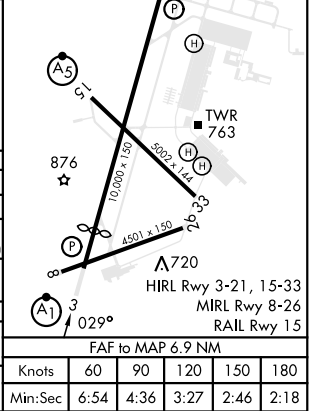 P
H
A5
15
TWR
763
5002 x 144
H
H
876
10,000 x 150
33
26
4501 x 150
P
8
720
HIRL Rwy 3-21, 15-33
MIRL Rwy 8-26
RAIL Rwy 15
A1
3
029°
FAF to MAP 6.9 NM
Knots 60 90 120 150 180
Min:Sec 6:54 4:36 3:27 2:46 2:18